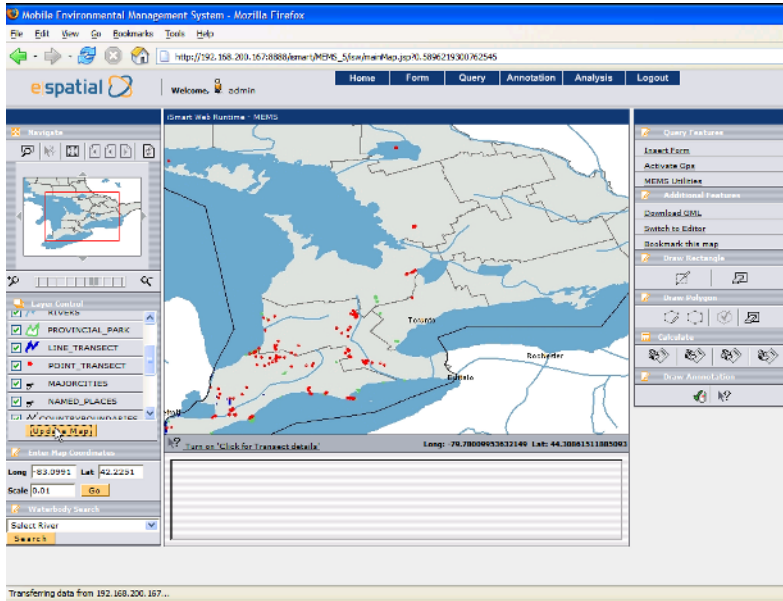 Mobile Environmental Management System - Mozilla Firefox
File Edit View Go Bookmarks Tools Help
http://192.168.200.167:8888/ismart/MEMS_5/isw/mainMap.jsp?0.5896219300762545
e:spatial
Welcome, admin
Home Form Query Annotation Analysis Logout
Navigate
iSmart Web Runtime - MEMS
Layer Control
RIVERS
PROVINCIAL_PARK
LINE_TRANSECT
POINT_TRANSECT
MAJORCITIES
NAMED_PLACES
COUNTRYBOUNDARIES
Update Map
Enter Map Coordinates
Long -83.0991 Lat 42.2251
Scale 0.01 Go
Waterbody Search
Select River
Search
Toronto
Rochester
Buffalo
Turn on 'Click for Transect details'
Long: -79.78009953632149 Lat: 44.30861511885093
Query Features
Insert Form
Activate Gps
MEMS Utilities
Additional Features
Download GML
Switch to Editor
Bookmark this map
Draw Rectangle
Draw Polygon
Calculate
Draw Annotation
Transferring data from 192.168.200.167...